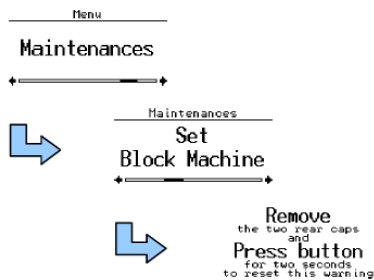 Menu
Maintenances
Maintenances
Set
Block Machine
Remove
the two rear caps
and
Press button
for two seconds
to reset this warning